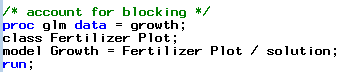 /* account for blocking */
proc glm data = growth;
class Fertilizer Plot;
model Growth = Fertilizer Plot / solution;
run;